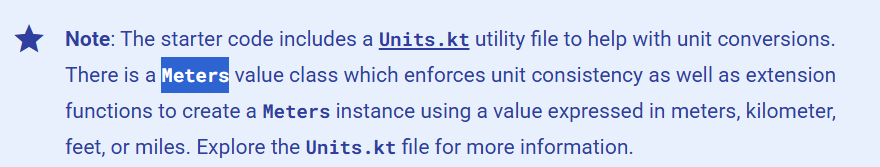 Note: The starter code includes a Units.kt utility file to help with unit conversions.
There is a Meters value class which enforces unit consistency as well as extension
functions to create a Meters instance using a value expressed in meters, kilometer,
feet, or miles. Explore the Units.kt file for more information.